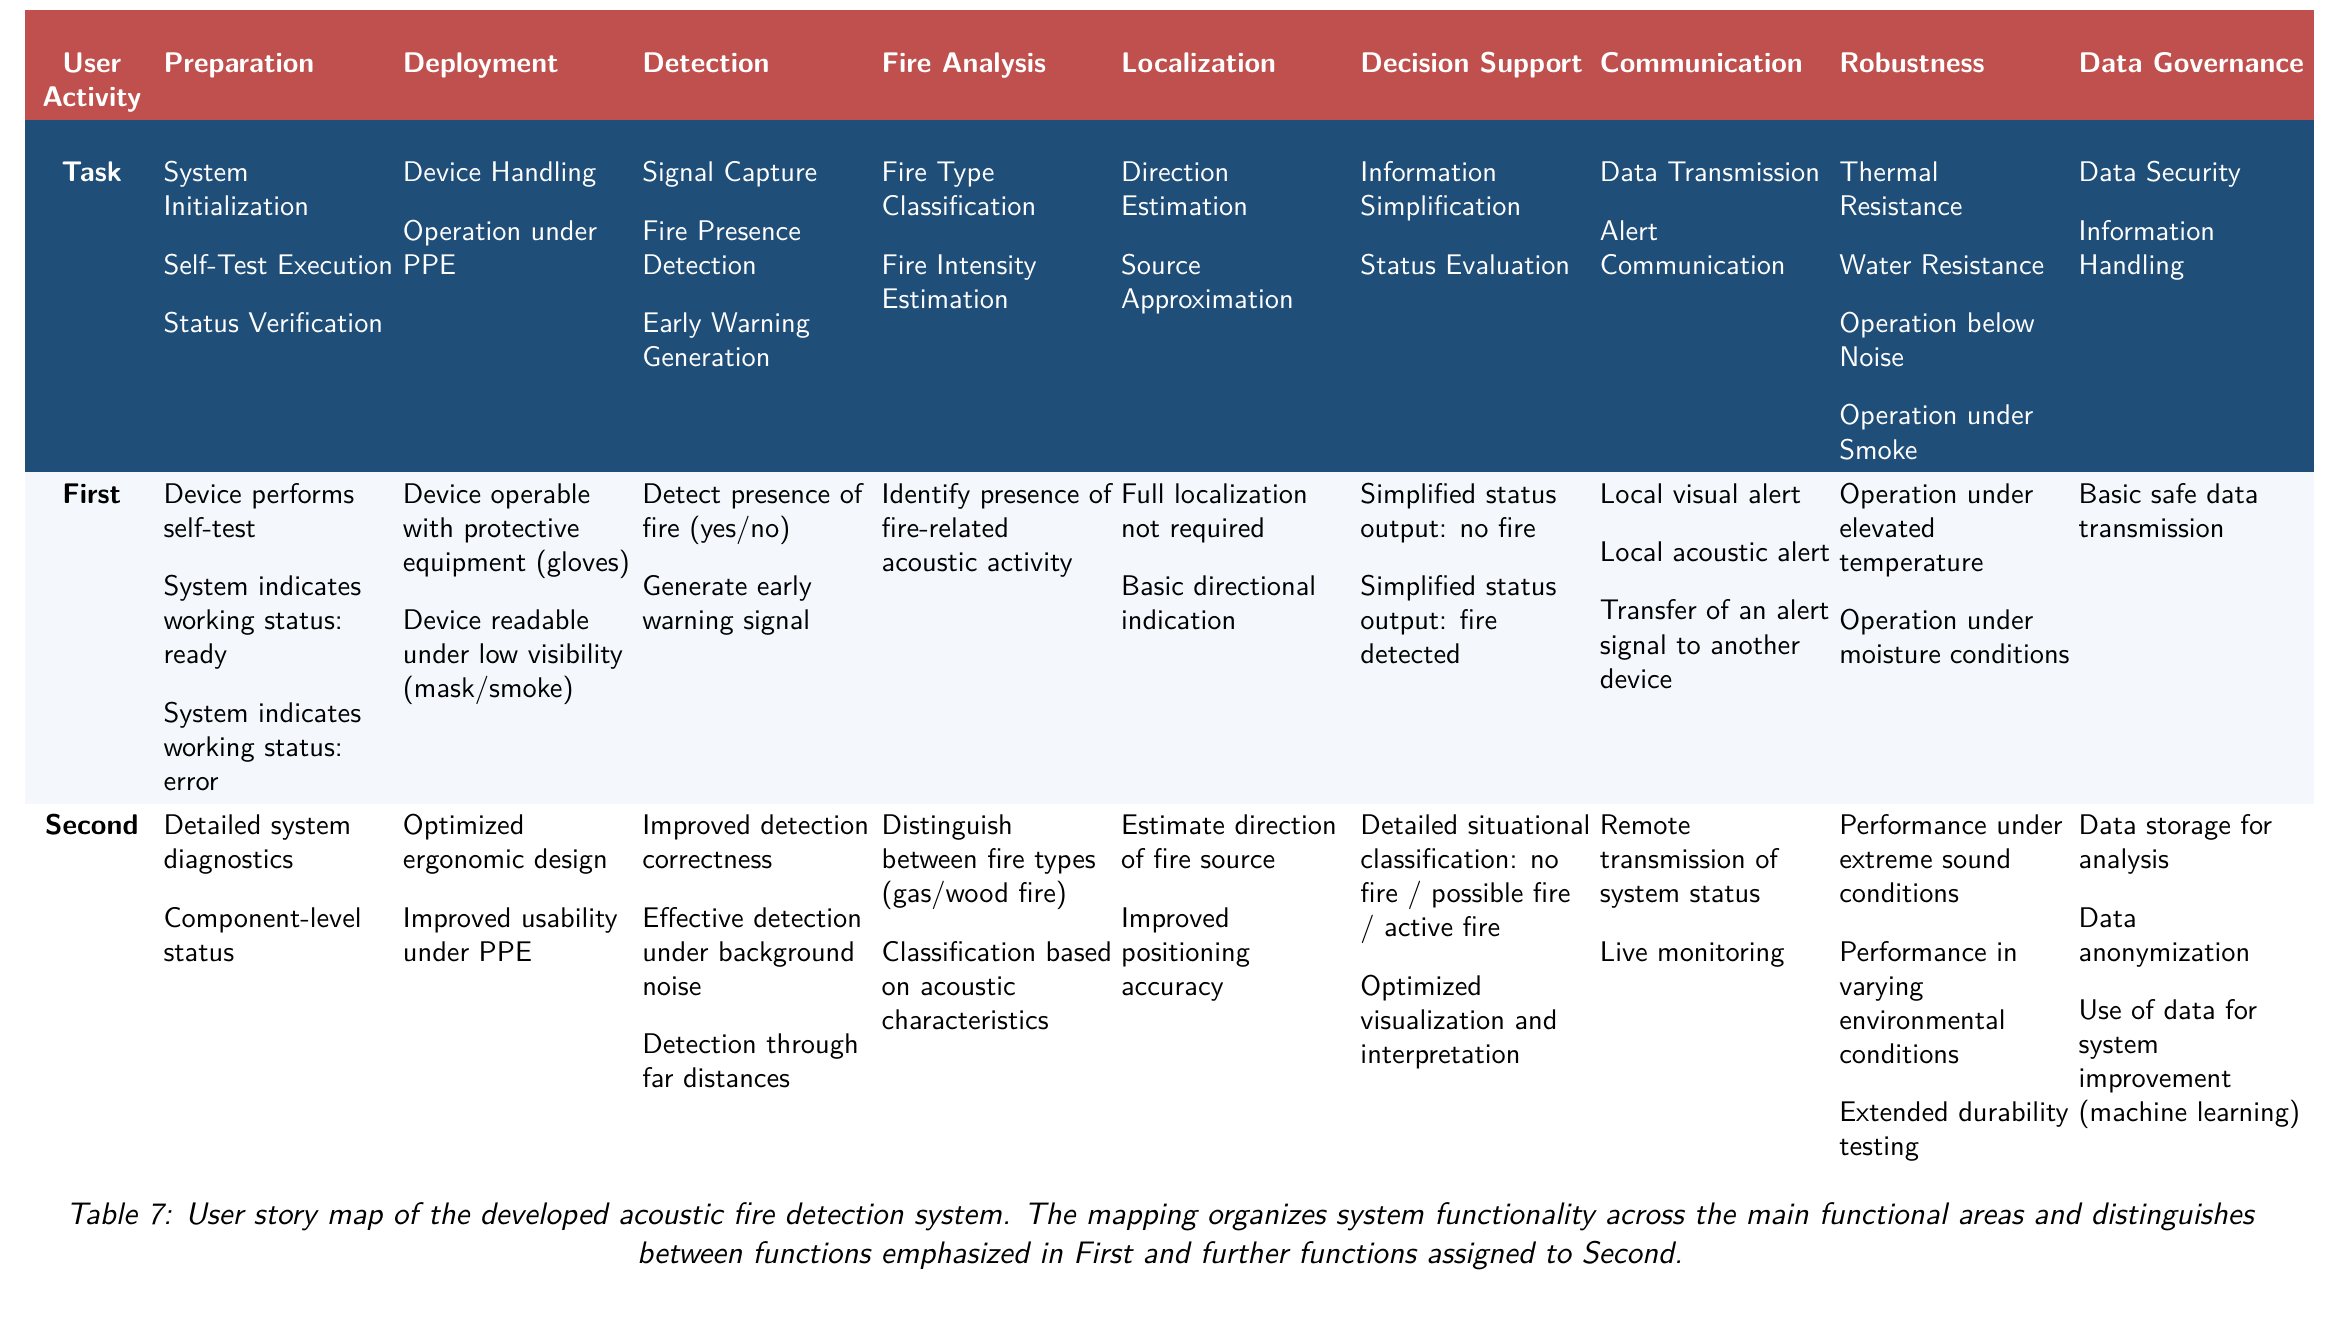 User Activity
Preparation
Deployment
Detection
Fire Analysis
Localization
Decision Support
Communication
Robustness
Data Governance
Task
System
Initialization
Self-Test Execution
Status Verification
Device Handling
Operation under
PPE
Signal Capture
Fire Presence
Detection
Early Warning
Generation
Fire Type
Classification
Fire Intensity
Estimation
Direction
Estimation
Source
Approximation
Information
Simplification
Status Evaluation
Data Transmission
Alert
Communication
Thermal
Resistance
Water Resistance
Operation below
Noise
Operation under
Smoke
Data Security
Information
Handling
First
Device performs
self-test
System indicates
working status:
ready
System indicates
working status:
error
Device operable
with protective
equipment (gloves)
Device readable
under low visibility
(mask/smoke)
Detect presence of
fire (yes/no)
Generate early
warning signal
Identify presence of
fire-related
acoustic activity
Full localization
not required
Basic directional
indication
Simplified status
output: no fire
Simplified status
output: fire
detected
Local visual alert
Local acoustic alert
Transfer of an alert
signal to another
device
Operation under
elevated
temperature
Operation under
moisture conditions
Basic safe data
transmission
Second
Detailed system
diagnostics
Component-level
status
Optimized
ergonomic design
Improved usability
under PPE
Improved detection
correctness
Effective detection
under background
noise
Detection through
far distances
Distinguish
between fire types
(gas/wood fire)
Classification based
on acoustic
characteristics
Estimate direction
of fire source
Improved
positioning
accuracy
Detailed situational
classification: no
fire / possible fire
/ active fire
Optimized
visualization and
interpretation
Remote
transmission of
system status
Live monitoring
Performance under
extreme sound
conditions
Performance in
varying
environmental
conditions
Extended durability
testing
Data storage for
analysis
Data
anonymization
Use of data for
system
improvement
(machine learning)
Table 7: User story map of the developed acoustic fire detection system. The mapping organizes system functionality across the main functional areas and distinguishes
between functions emphasized in First and further functions assigned to Second.